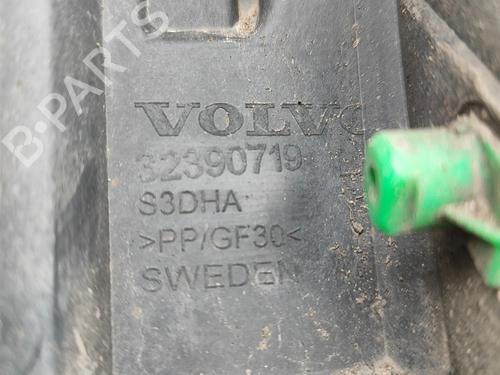 B-PARTS
VOLVO
32390719
S3DHA
>PP/GF30<
SWEDEN